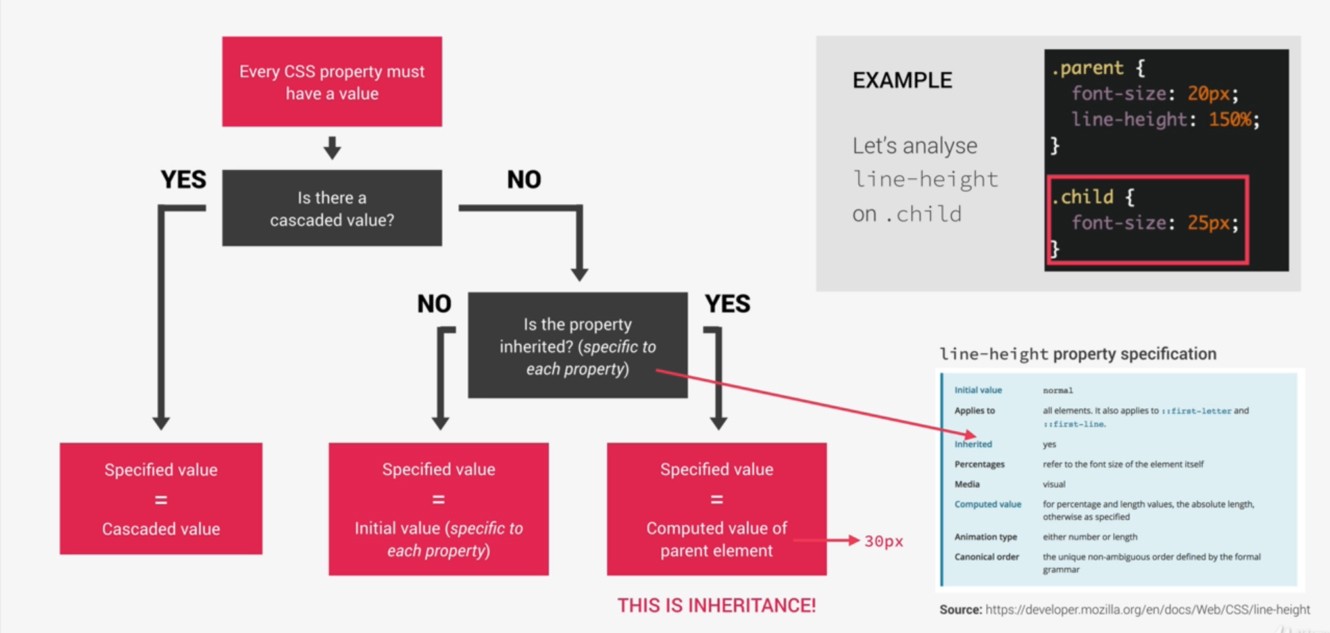 Every CSS property must
have a value
YES
NO
Is there a
cascaded value?
NO
YES
Is the property
inherited? (specific to
each property)
Specified value
=
Cascaded value
Specified value
=
Initial value (specific to
each property)
Specified value
=
Computed value of
parent element
30px
THIS IS INHERITANCE!
EXAMPLE
Let's analyse
line-height
on .child
.parent {
font-size: 20px;
line-height: 150%;
}
.child {
font-size: 25px;
}
line-height property specification
Initial value normal
Applies to all elements. It also applies to ::first-letter and
::first-line.
Inherited yes
Percentages refer to the font size of the element itself
Media visual
Computed value for percentage and length values, the absolute length,
otherwise as specified
Animation type either number or length
Canonical order the unique non-ambiguous order defined by the formal
grammar
Source: https://developer.mozilla.org/en/docs/Web/CSS/line-height